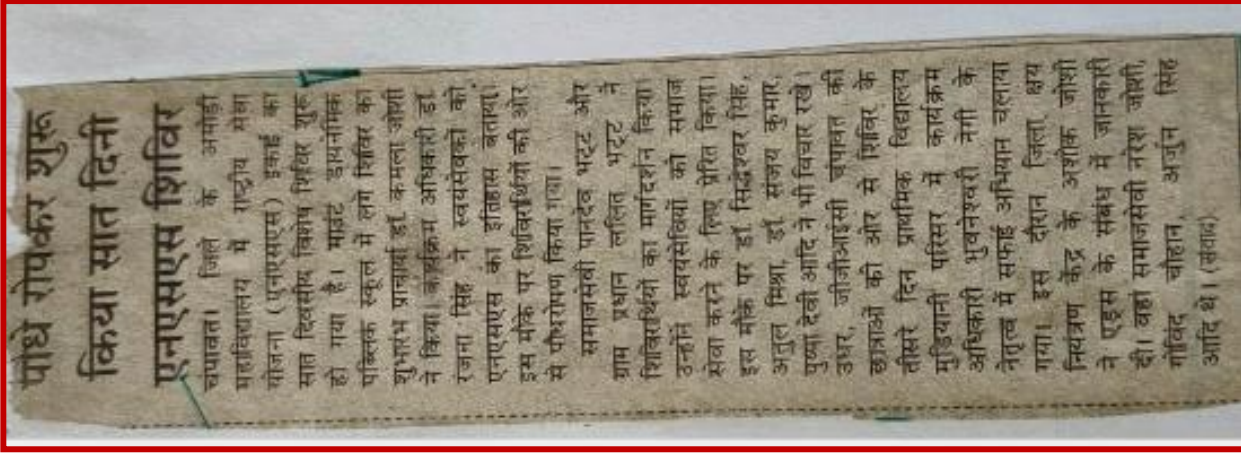 पौधे रोपकर शुरू
किया सात दिनी
एनएसएस शिविर
चंपावत। जिले के अमोड़ी
महाविद्यालय में राष्ट्रीय सेवा
योजना (एनएसएस) इकाई का
सात दिवसीय विशेष शिविर शुरू
हो गया है। माइंट डायनमिक
पब्लिक स्कूल में लगे शिविर का
शुभारंभ प्राचार्या डॉ. कमला जोशी
ने किया। कार्यक्रम अधिकारी डॉ.
रंजना सिंह ने स्वयंसेवकों को
एनएसएस का इतिहास बताया।
इस मौके पर शिविरार्थियों की ओर
से पौधरोपण किया गया।
समाजसेवी पानदेव भट्ट और
ग्राम प्रधान ललित भट्ट ने
शिविरार्थियों का मार्गदर्शन किया।
उन्होंने स्वयंसेवियों को समाज
सेवा करने के लिए प्रेरित किया।
इस मौके पर डॉ. सिद्धेश्वर सिंह,
अतुल मिश्रा, डॉ. संजय कुमार,
पुष्पा देवी आदि ने भी विचार रखे।
उधर, जीजीआईसी चंपावत की
छात्राओं की ओर से शिविर के
तीसरे दिन प्राथमिक विद्यालय
मुडियानी परिसर में कार्यक्रम
अधिकारी भुवनेश्वरी नेगी के
नेतृत्व में सफाई अभियान चलाया
गया। इस दौरान जिला क्षय
नियंत्रण केंद्र के अशोक जोशी
ने एड्स के संबंध में जानकारी
दी। वहां समाजसेवी नरेश जोशी,
गोविंद चौहान, अर्जुन सिंह
आदि थे। (संवाद)